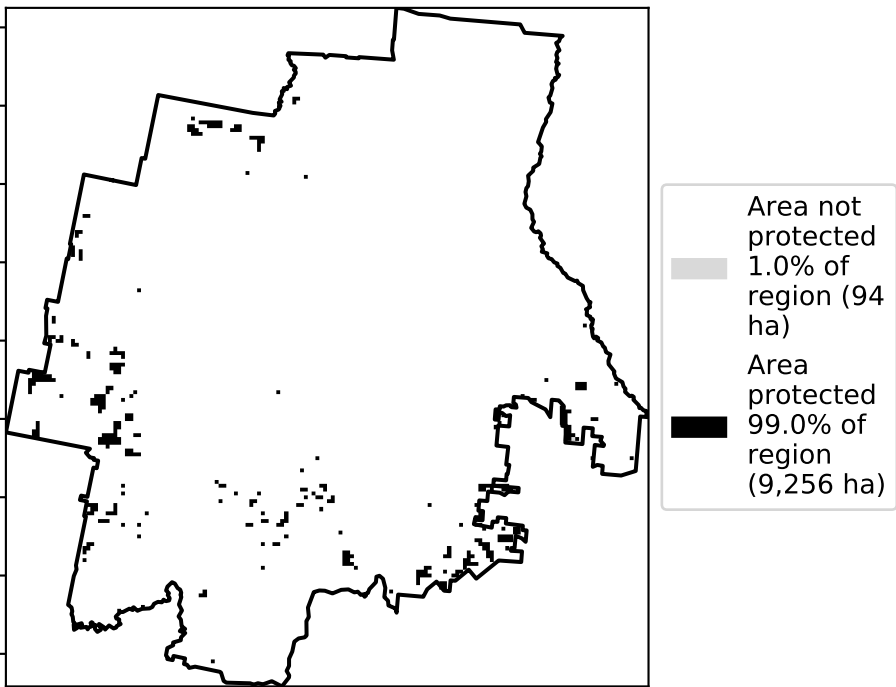 Area not
protected
1.0% of
region (94
ha)
Area
protected
99.0% of
region
(9,256 ha)